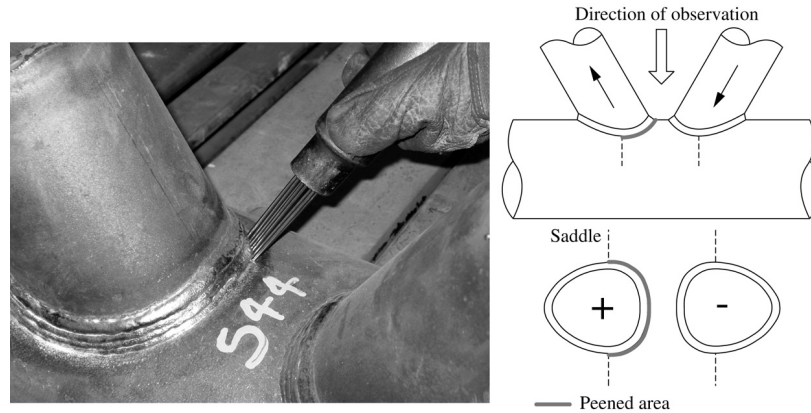 S44
Direction of observation
Saddle
+
-
Peened area